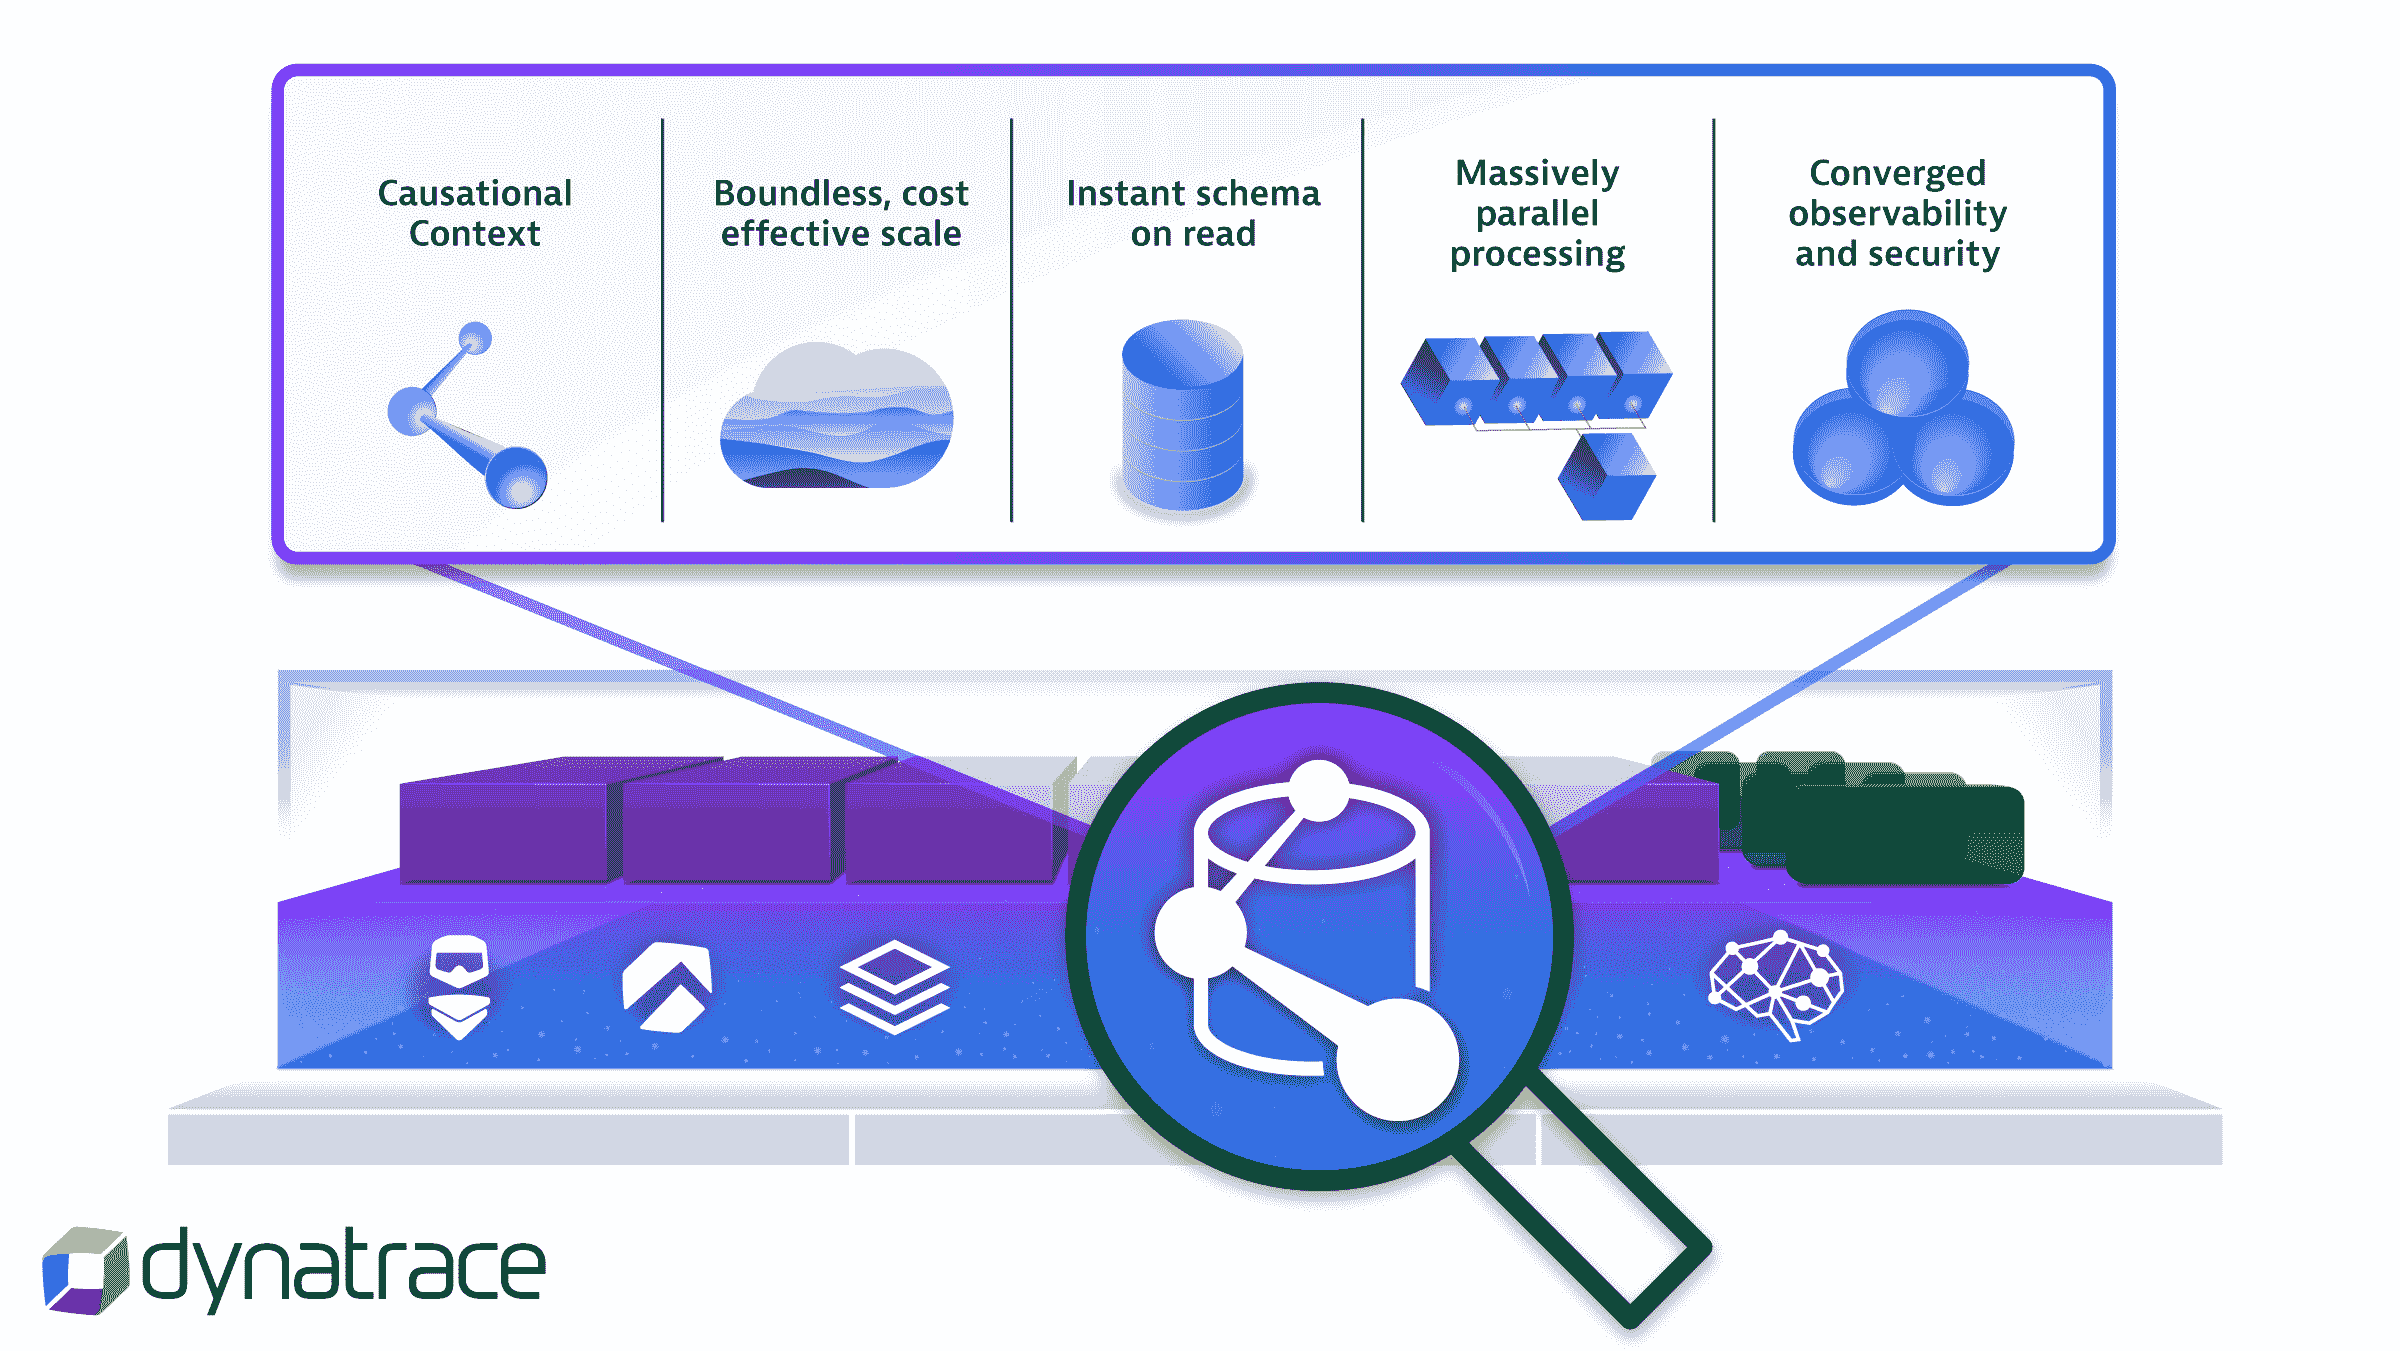 Causational
Context
Boundless, cost
effective scale
Instant schema
on read
Massively
parallel
processing
Converged
observability
and security
dynatrace